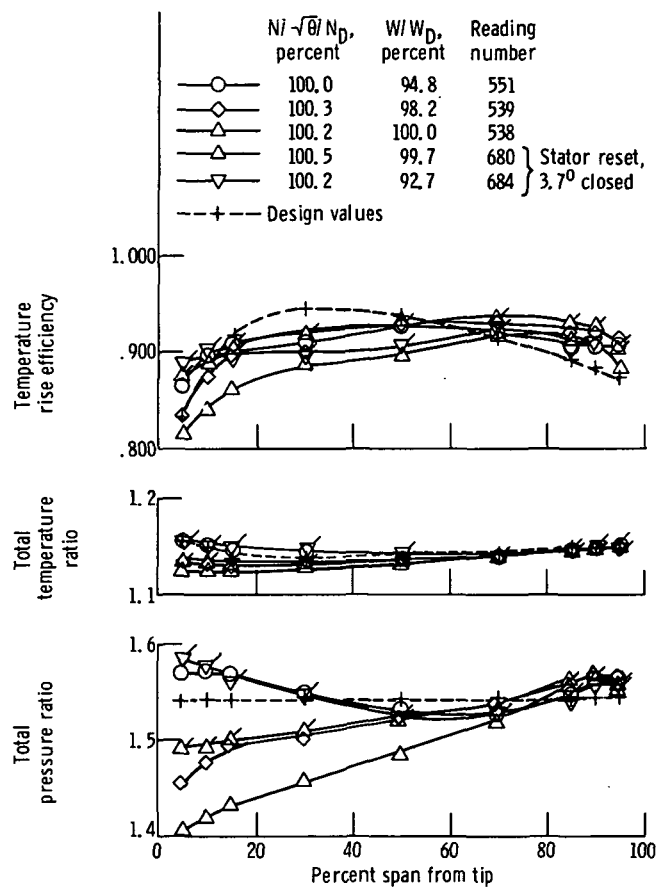 N/ √θ/ N_D, W/W_D, Reading
percent percent number
100.0 94.8 551
100.3 98.2 539
100.2 100.0 538
100.5 99.7 680 Stator reset,
100.2 92.7 684 3.7⁰ closed
Design values
1.000
.900
.800
Temperature
rise efficiency
1.2
1.1
Total
temperature
ratio
1.6
1.5
1.4
Total
pressure ratio
0 20 40 60 80 100
Percent span from tip